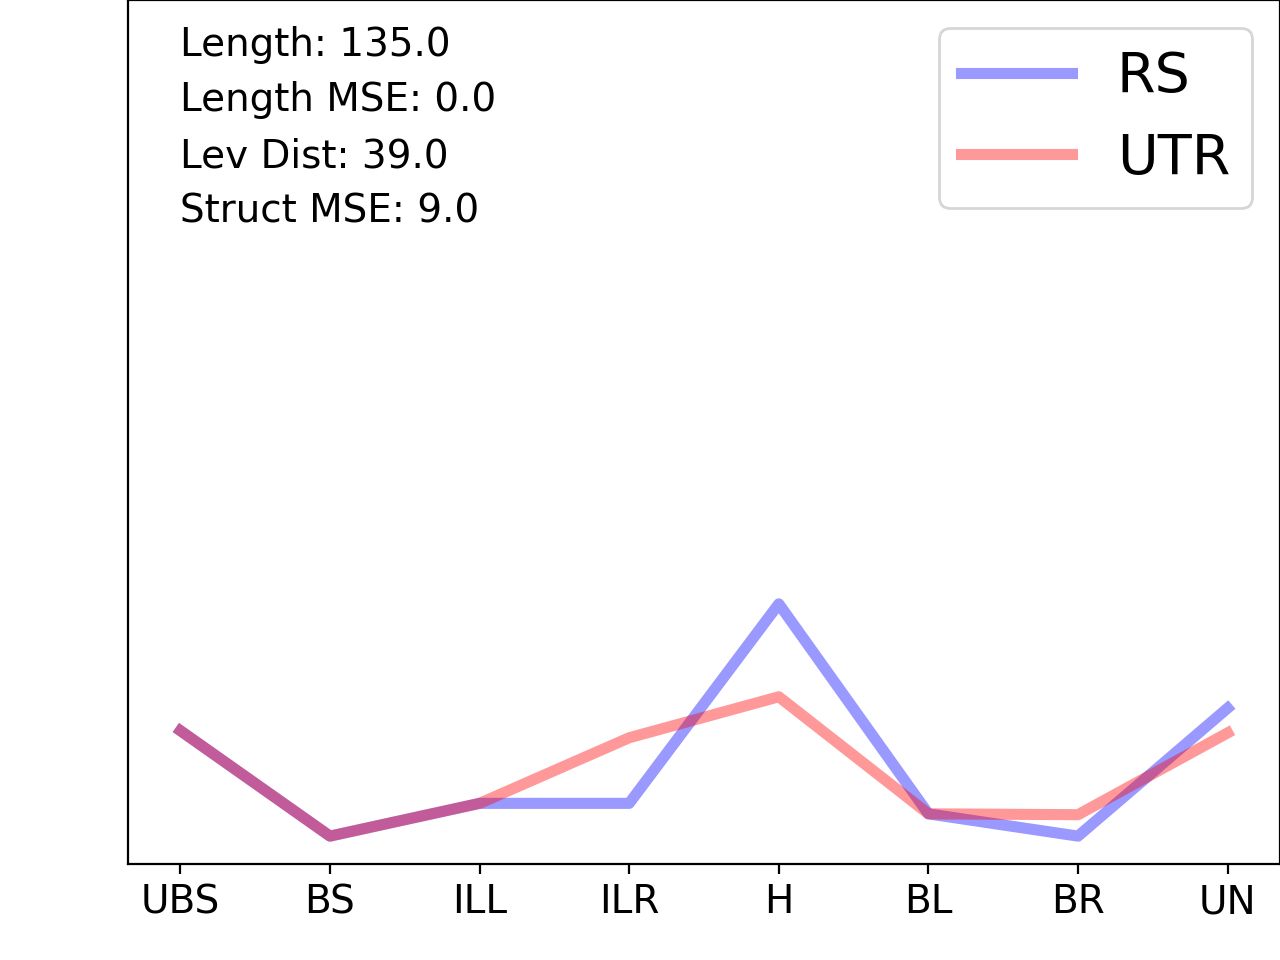 Length: 135.0
Length MSE: 0.0
Lev Dist: 39.0
Struct MSE: 9.0
RS
UTR
UBS BS ILL ILR H BL BR UN